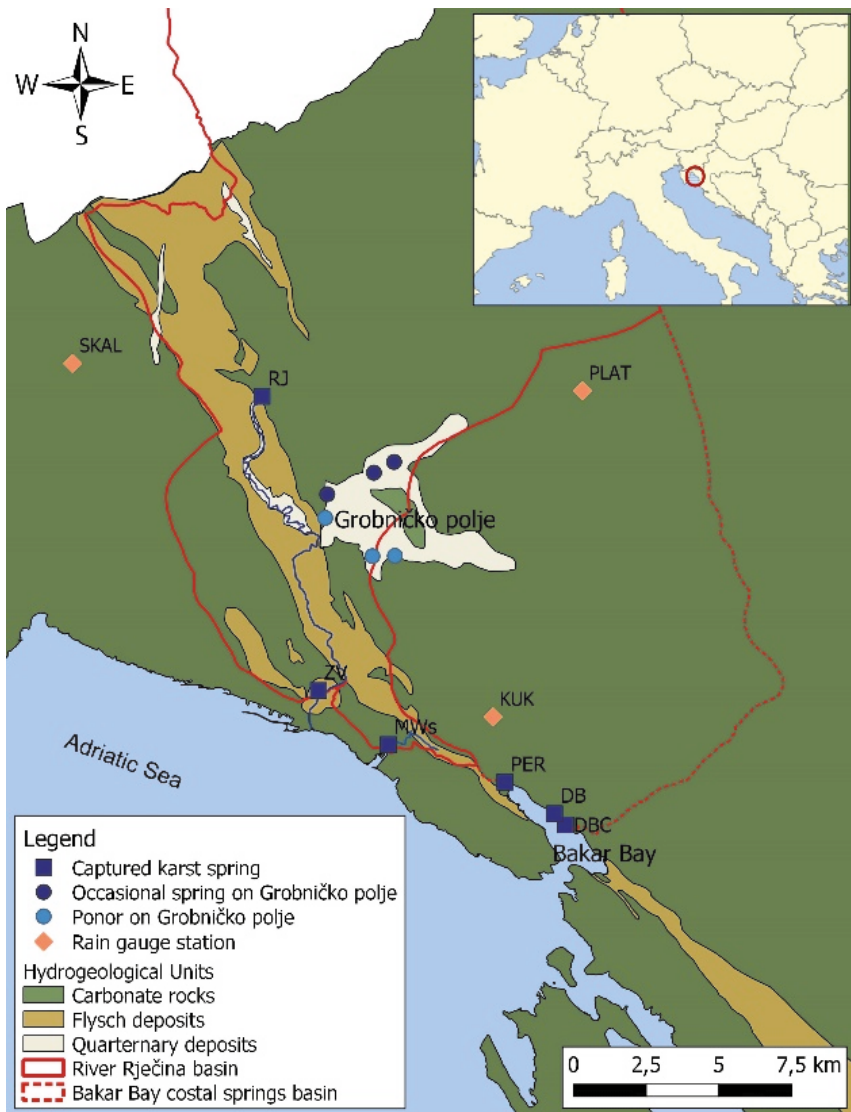 N
W E
S
SKAL
RJ
PLAT
Grobničko polje
ZV
KUK
MWs
Adriatic Sea
PER
DB
DBC
Bakar Bay
Legend
Captured karst spring
Occasional spring on Grobničko polje
Ponor on Grobničko polje
Rain gauge station
Hydrogeological Units
Carbonate rocks
Flysch deposits
Quarternary deposits
River Rječina basin
Bakar Bay costal springs basin
0 2,5 5 7,5 km